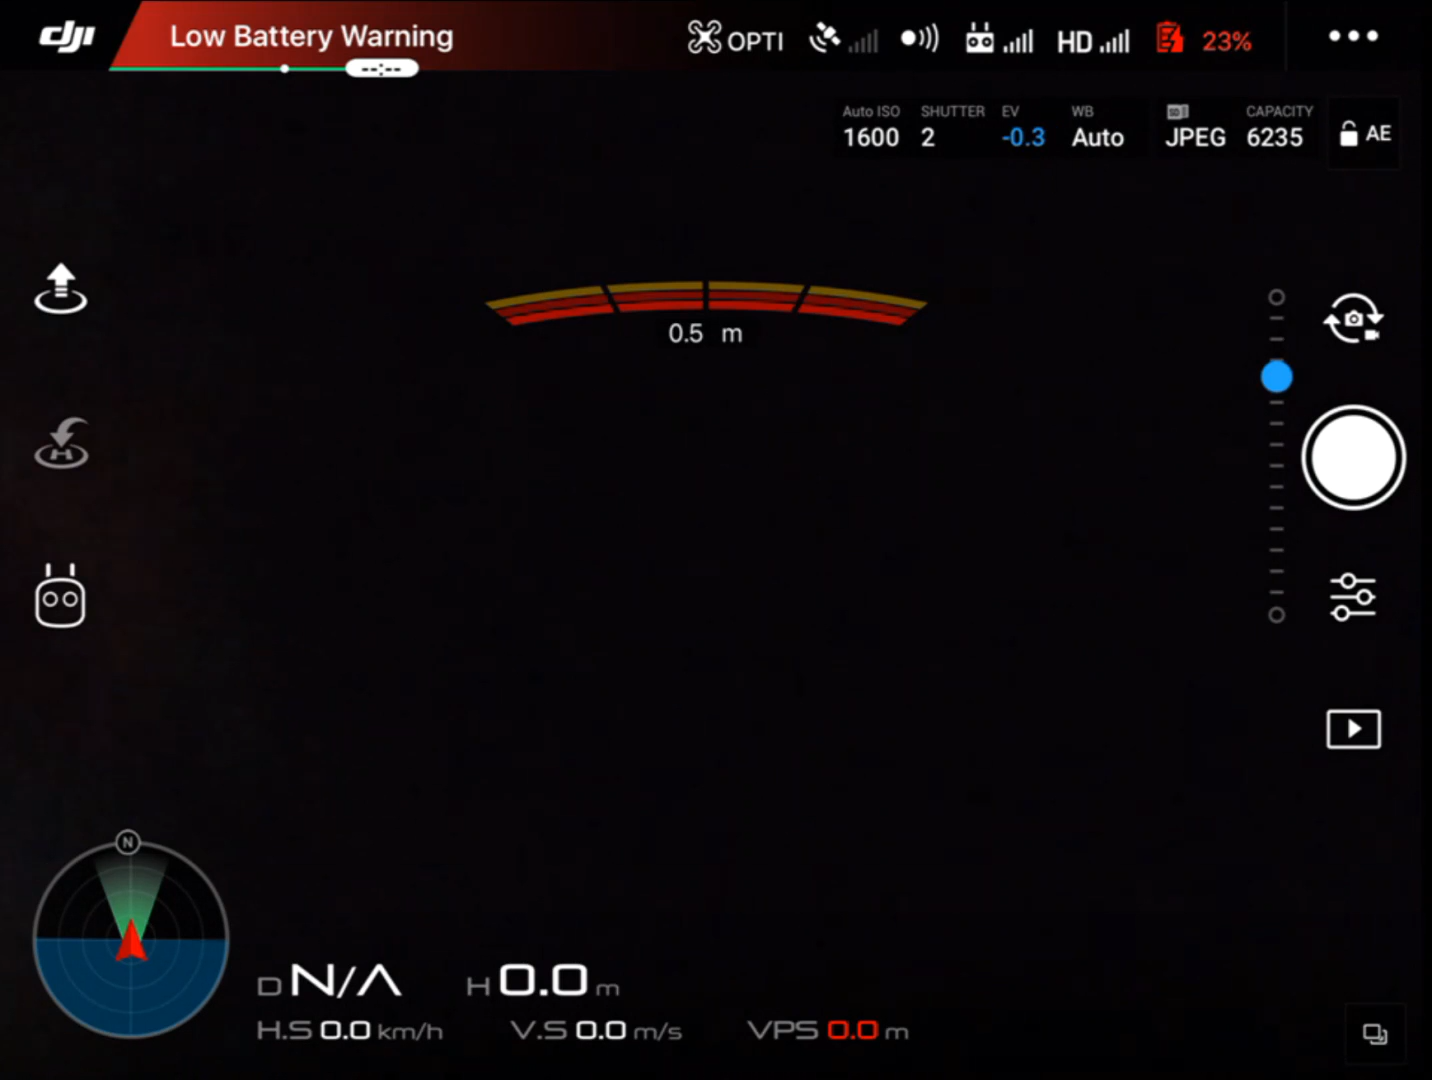 dji Low Battery Warning OPTI HD 23%
--:--
Auto ISO SHUTTER EV WB CAPACITY
1600 2 -0.3 Auto JPEG 6235 AE
0.5 m
N
D N/A H 0.0 m
H.S 0.0 km/h V.S 0.0 m/s VPS 0.0 m